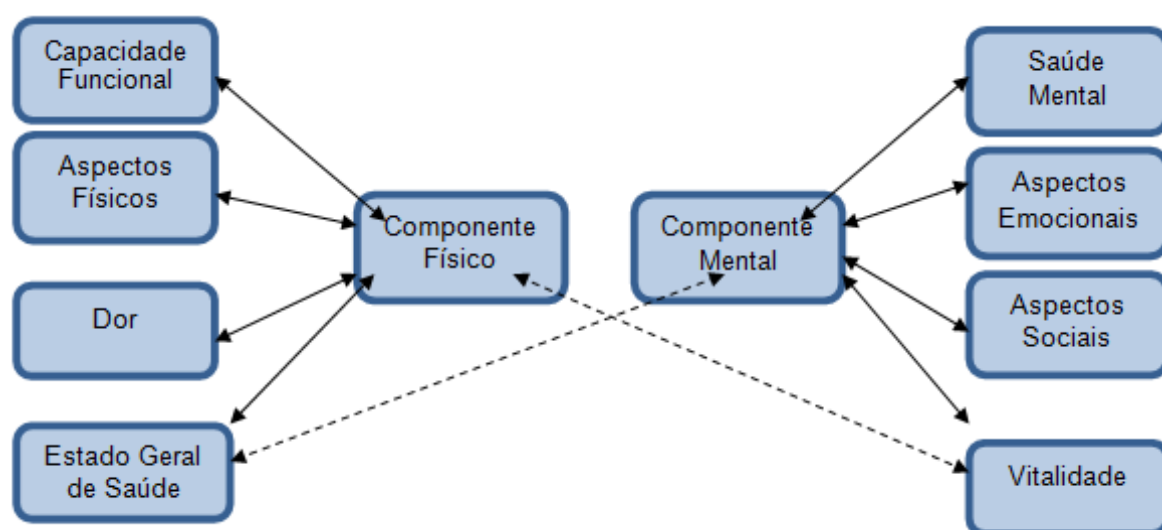 Capacidade
Funcional
Aspectos
Físicos
Dor
Estado Geral
de Saúde
Componente
Físico
Componente
Mental
Saúde
Mental
Aspectos
Emocionais
Aspectos
Sociais
Vitalidade